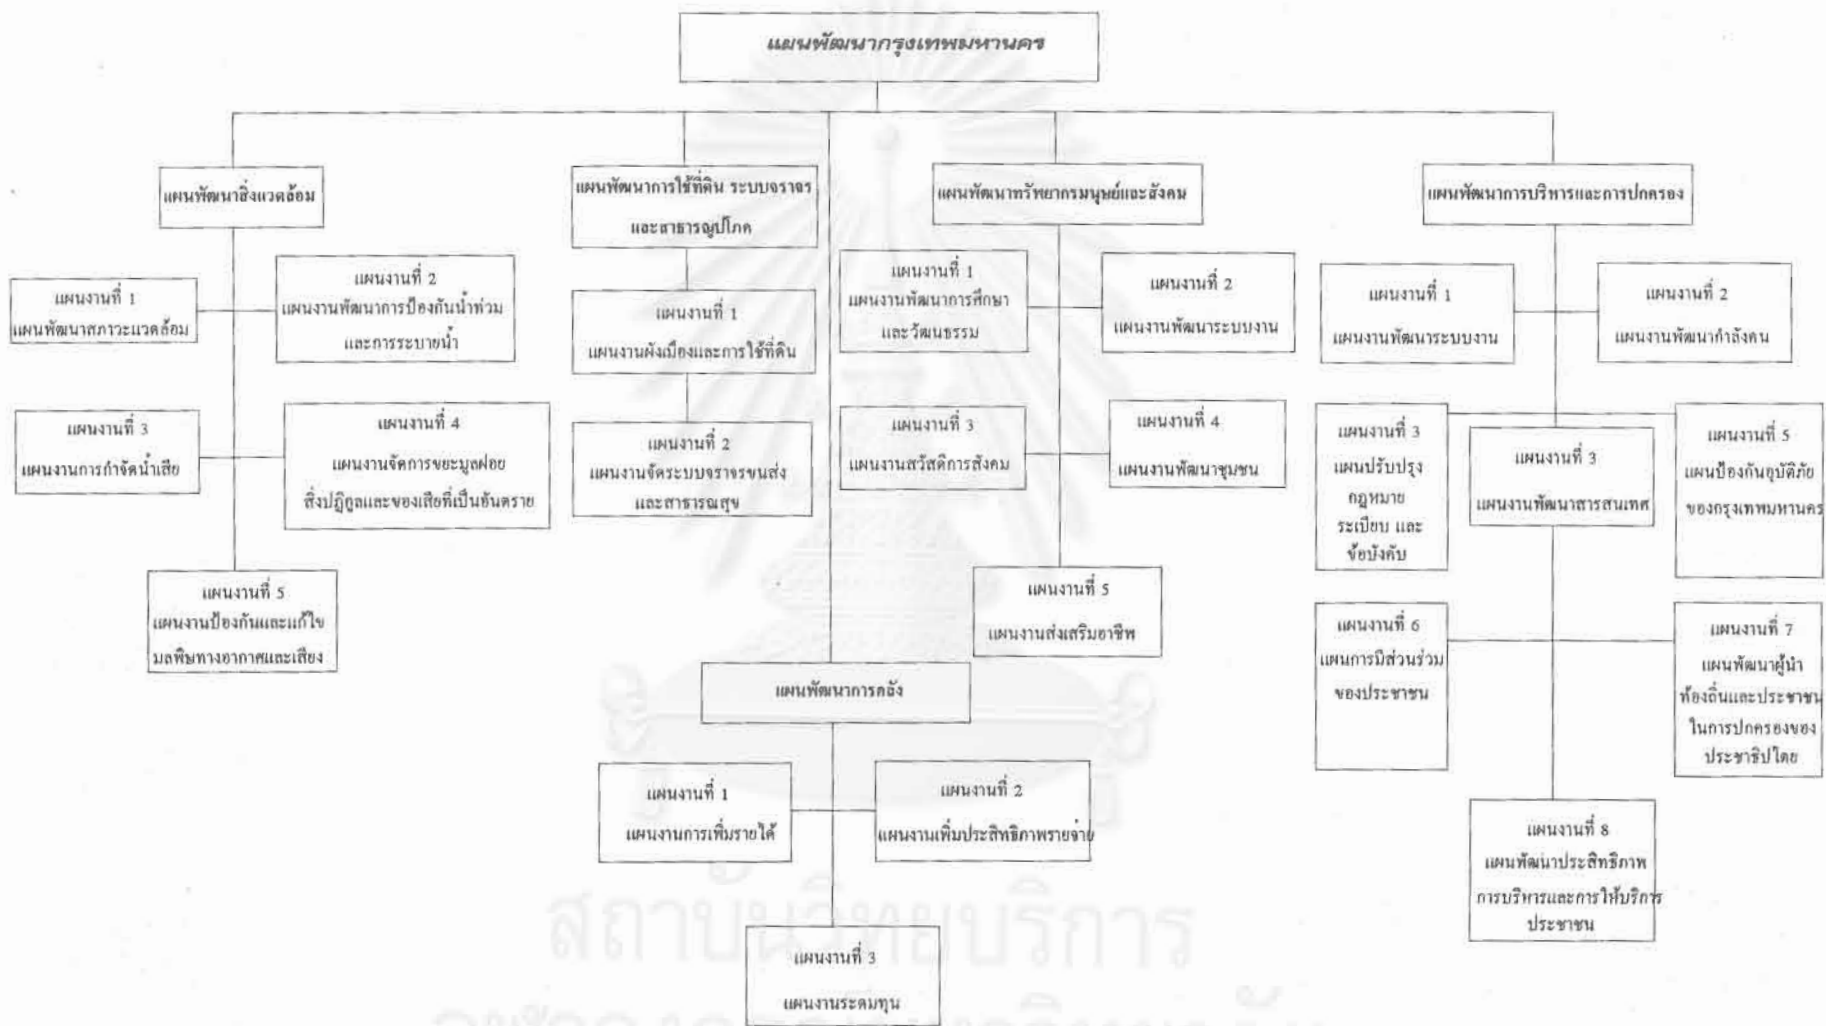 แผนพัฒนากรุงเทพมหานคร
แผนพัฒนาสิ่งแวดล้อม
แผนงานที่ 1
แผนพัฒนาสภาวะแวดล้อม
แผนงานที่ 2
แผนงานพัฒนาการป้องกันน้ำท่วม
และการระบายน้ำ
แผนงานที่ 3
แผนงานการกำจัดน้ำเสีย
แผนงานที่ 4
แผนงานจัดการขยะมูลฝอย
สิ่งปฏิกูลและของเสียที่เป็นอันตราย
แผนงานที่ 5
แผนงานป้องกันและแก้ไข
มลพิษทางอากาศและเสียง
แผนพัฒนาการใช้ที่ดิน ระบบจราจร
และสาธารณูปโภค
แผนงานที่ 1
แผนงานผังเมืองและการใช้ที่ดิน
แผนงานที่ 2
แผนงานจัดระบบจราจรขนส่ง
และสาธารณสุข
แผนพัฒนาการคลัง
แผนงานที่ 1
แผนงานการเพิ่มรายได้
แผนงานที่ 2
แผนงานเพิ่มประสิทธิภาพรายจ่าย
แผนงานที่ 3
แผนงานระดมทุน
แผนพัฒนาทรัพยากรมนุษย์และสังคม
แผนงานที่ 1
แผนงานพัฒนาการศึกษา
และวัฒนธรรม
แผนงานที่ 2
แผนงานพัฒนาระบบงาน
แผนงานที่ 3
แผนงานสวัสดิการสังคม
แผนงานที่ 4
แผนงานพัฒนาชุมชน
แผนงานที่ 5
แผนงานส่งเสริมอาชีพ
แผนพัฒนาการบริหารและการปกครอง
แผนงานที่ 1
แผนงานพัฒนาระบบงาน
แผนงานที่ 2
แผนงานพัฒนากำลังคน
แผนงานที่ 3
แผนปรับปรุง
กฎหมาย
ระเบียบ และ
ข้อบังคับ
แผนงานที่ 3
แผนงานพัฒนาสารสนเทศ
แผนงานที่ 5
แผนป้องกันอุบัติภัย
ของกรุงเทพมหานคร
แผนงานที่ 6
แผนการมีส่วนร่วม
ของประชาชน
แผนงานที่ 7
แผนพัฒนาผู้นำ
ท้องถิ่นและประชาชน
ในการปกครองของ
ประชาธิปไตย
แผนงานที่ 8
แผนพัฒนาประสิทธิภาพ
การบริหารและการให้บริการ
ประชาชน
สถาบันวิทยบริการ